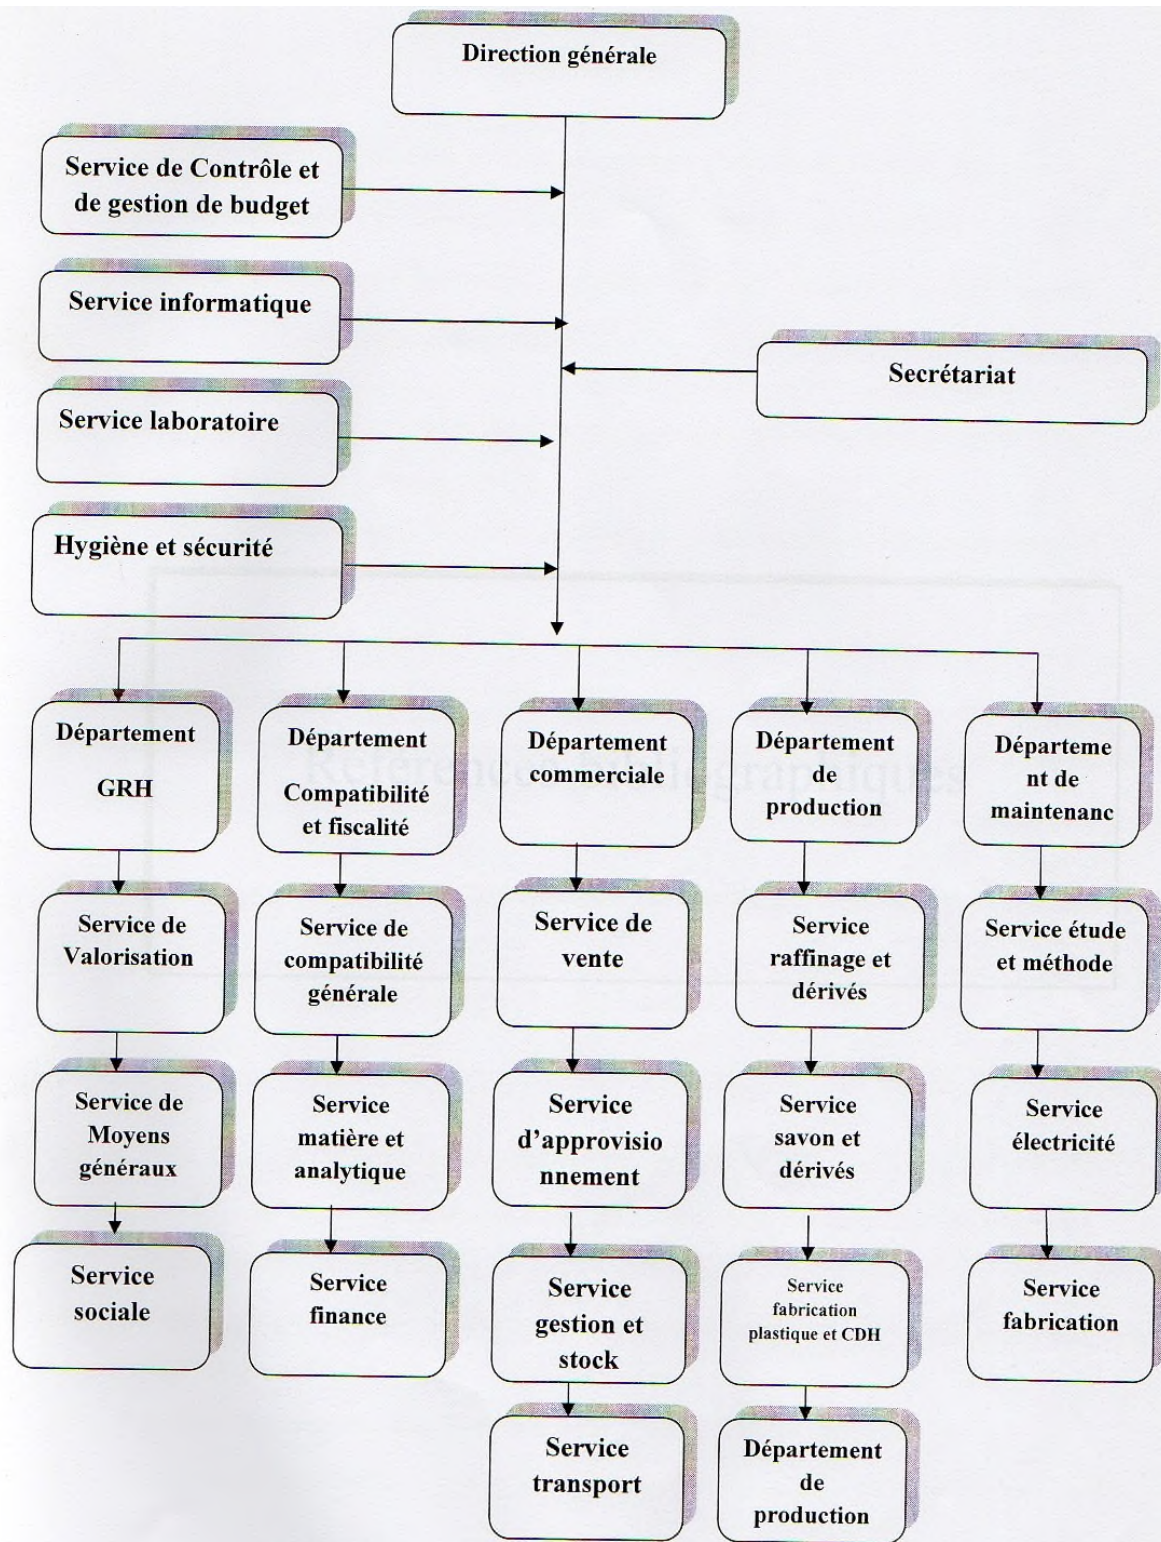 Direction générale
Service de Contrôle et
de gestion de budget
Service informatique
Secrétariat
Service laboratoire
Hygiène et sécurité
Département
GRH
Département
Compatibilité
et fiscalité
Département
commerciale
Département
de
production
Départeme
nt de
maintenanc
Service de
Valorisation
Service de
compatibilité
générale
Service de
vente
Service
raffinage et
dérivés
Service étude
et méthode
Service de
Moyens
généraux
Service
matière et
analytique
Service
d'approvisio
nnement
Service
savon et
dérivés
Service
électricité
Service
sociale
Service
finance
Service
gestion et
stock
Service
fabrication
plastique et CDH
Service
fabrication
Service
transport
Département
de
production
Références bibliographiques